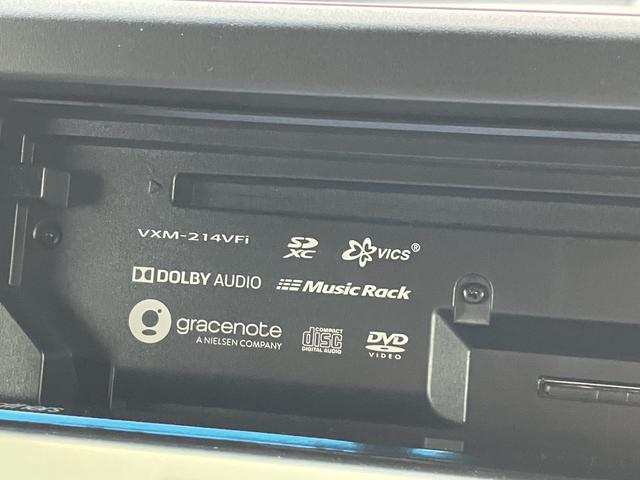 VXM-214VFi
SD XC
VICS®
DOLBY AUDIO
Music Rack
gracenote
A NIELSEN COMPANY
COMPACT
disc
DIGITAL AUDIO
DVD
VIDEO